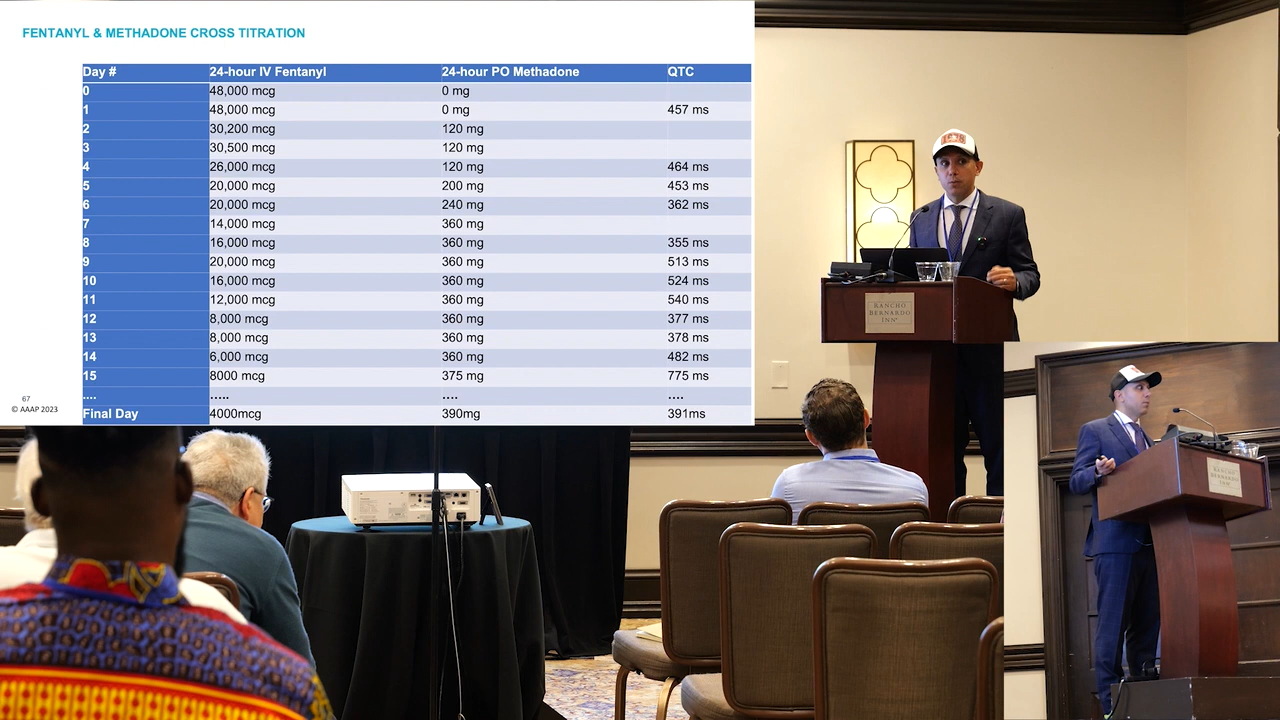 FENTANYL & METHADONE CROSS TITRATION
Day # 24-hour IV Fentanyl 24-hour PO Methadone QTC
0 48,000 mcg 0 mg
1 48,000 mcg 0 mg 457 ms
2 30,200 mcg 120 mg
3 30,500 mcg 120 mg
4 26,000 mcg 120 mg 464 ms
5 20,000 mcg 200 mg 453 ms
6 20,000 mcg 240 mg 362 ms
7 14,000 mcg 360 mg
8 16,000 mcg 360 mg 355 ms
9 20,000 mcg 360 mg 513 ms
10 16,000 mcg 360 mg 524 ms
11 12,000 mcg 360 mg 540 ms
12 8,000 mcg 360 mg 377 ms
13 8,000 mcg 360 mg 378 ms
14 6,000 mcg 360 mg 482 ms
15 8000 mcg 375 mg 775 ms
.... ..... .... ....
Final Day 4000mcg 390mg 391ms
67
© AAAP 2023
RANCHO
BERNARDO
INN
RANCHO
BERNARDO
INN